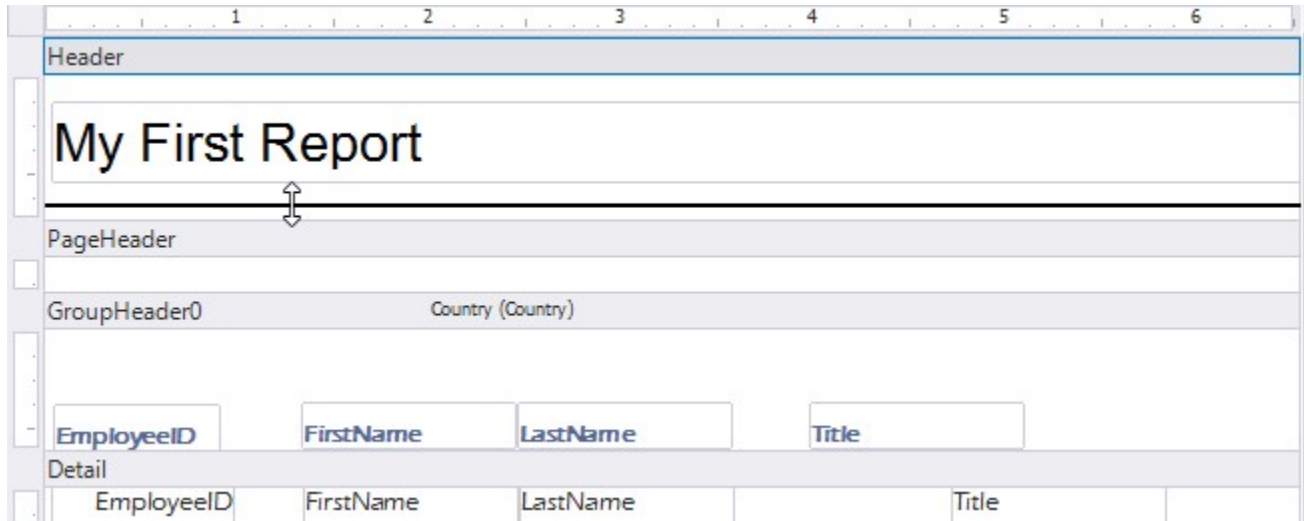 1 2 3 4 5 6
Header
My First Report
PageHeader
GroupHeader0 Country (Country)
EmployeeID FirstName LastName Title
Detail
EmployeeID FirstName LastName Title